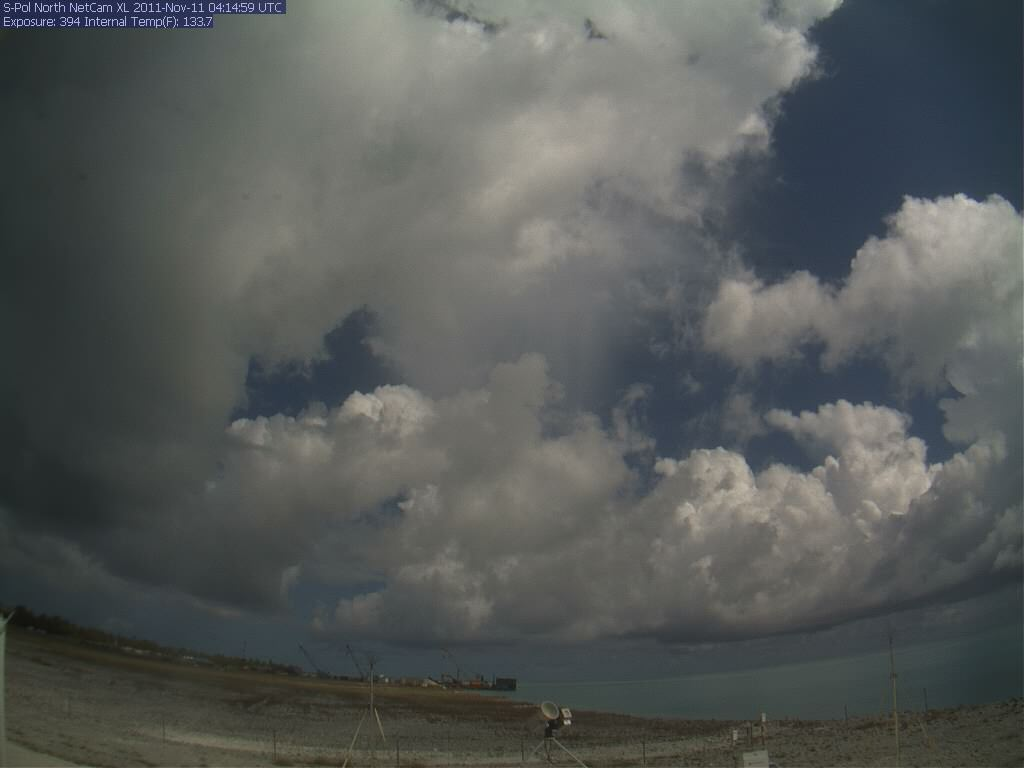 S-Pol North NetCam XL 2011-Nov-11 04:14:59 UTC
Exposure: 394 Internal Temp(F): 133.7